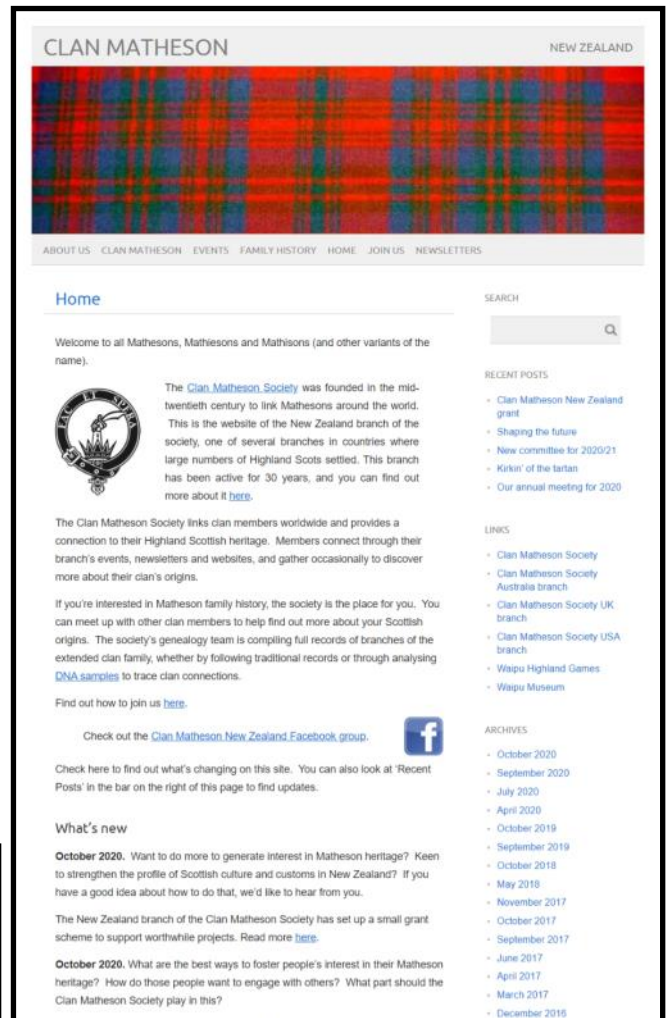 CLAN MATHESON
NEW ZEALAND
ABOUT US CLAN MATHESON EVENTS FAMILY HISTORY HOME JOIN US NEWSLETTERS
Home
Welcome to all Mathesons, Mathiesons and Mathisons (and other variants of the
name).
FAC ET SPERA
The Clan Matheson Society was founded in the mid-
twentieth century to link Mathesons around the world.
This is the website of the New Zealand branch of the
society, one of several branches in countries where
large numbers of Highland Scots settled. This branch
has been active for 30 years, and you can find out
more about it here.
The Clan Matheson Society links clan members worldwide and provides a
connection to their Highland Scottish heritage. Members connect through their
branch's events, newsletters and websites, and gather occasionally to discover
more about their clan's origins.
If you're interested in Matheson family history, the society is the place for you. You
can meet up with other clan members to help find out more about your Scottish
origins. The society's genealogy team is compiling full records of branches of the
extended clan family, whether by following traditional records or through analysing
DNA samples to trace clan connections.
Find out how to join us here.
Check out the Clan Matheson New Zealand Facebook group.
f
Check here to find out what's changing on this site. You can also look at 'Recent
Posts' in the bar on the right of this page to find updates.
What's new
October 2020. Want to do more to generate interest in Matheson heritage? Keen
to strengthen the profile of Scottish culture and customs in New Zealand? If you
have a good idea about how to do that, we'd like to hear from you.
The New Zealand branch of the Clan Matheson Society has set up a small grant
scheme to support worthwhile projects. Read more here.
October 2020. What are the best ways to foster people's interest in their Matheson
heritage? How do those people want to engage with others? What part should the
Clan Matheson Society play in this?
SEARCH
RECENT POSTS
Clan Matheson New Zealand
grant
Shaping the future
New committee for 2020/21
Kirkin' of the tartan
Our annual meeting for 2020
LINKS
Clan Matheson Society
Clan Matheson Society
Australia branch
Clan Matheson Society UK
branch
Clan Matheson Society USA
branch
Waipu Highland Games
Waipu Museum
ARCHIVES
October 2020
September 2020
July 2020
April 2020
October 2019
September 2019
October 2018
May 2018
November 2017
October 2017
September 2017
June 2017
April 2017
March 2017
December 2016